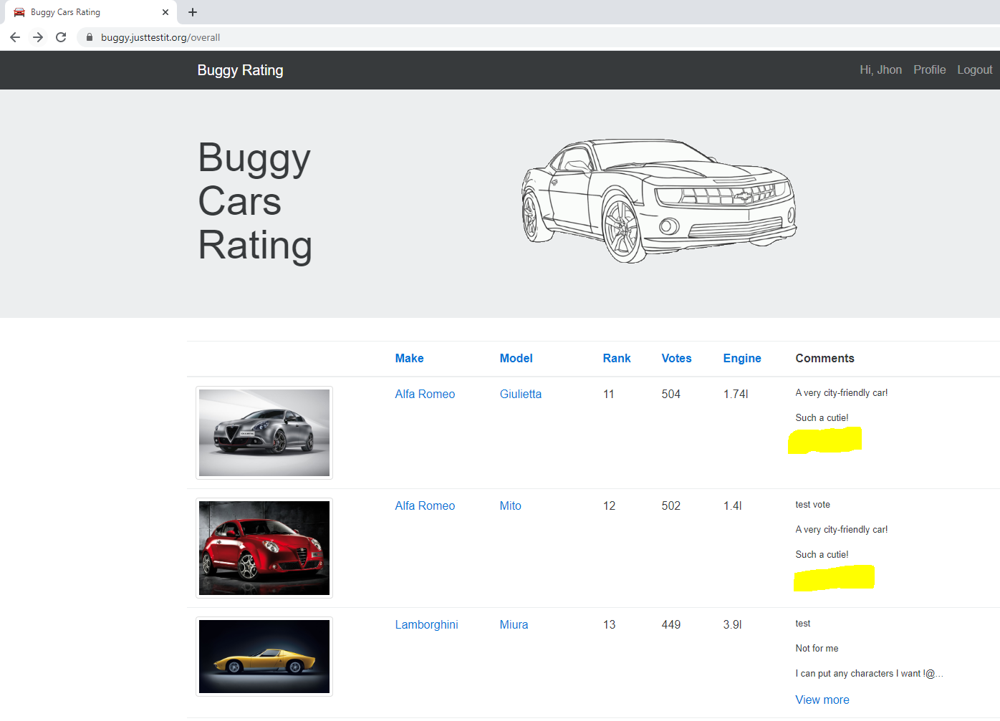 Buggy Cars Rating
buggy.justtestit.org/overall
Buggy Rating
Hi, Jhon Profile Logout
Buggy
Cars
Rating
Make Model Rank Votes Engine Comments
Alfa Romeo Giulietta 11 504 1.74l A very city-friendly car!
Such a cutie!
Alfa Romeo Mito 12 502 1.4l test vote
A very city-friendly car!
Such a cutie!
Lamborghini Miura 13 449 3.9l test
Not for me
I can put any characters I want !@...
View more